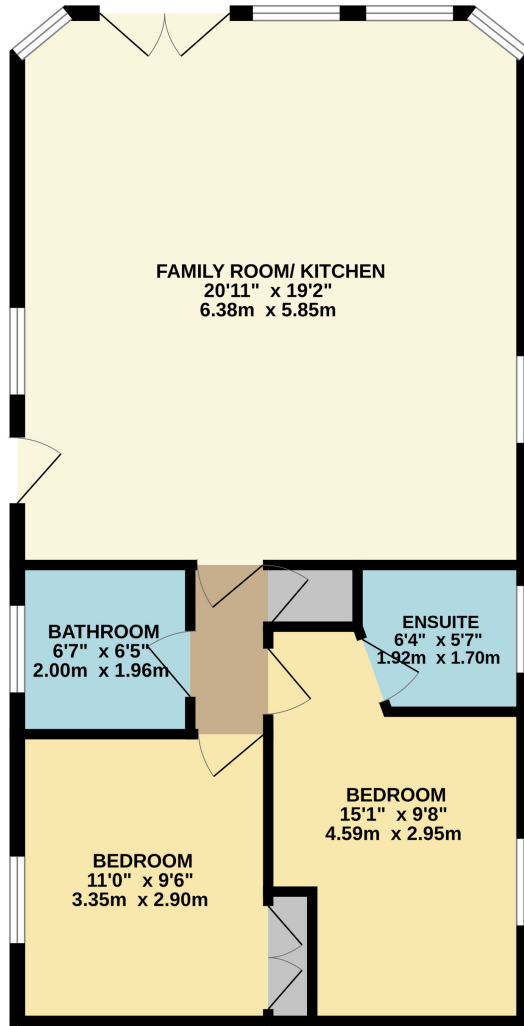 FAMILY ROOM/ KITCHEN
20'11" x 19'2"
6.38m x 5.85m
BATHROOM
6'7" x 6'5"
2.00m x 1.96m
ENSUITE
6'4" x 5'7"
1.92m x 1.70m
BEDROOM
15'1" x 9'8"
4.59m x 2.95m
BEDROOM
11'0" x 9'6"
3.35m x 2.90m